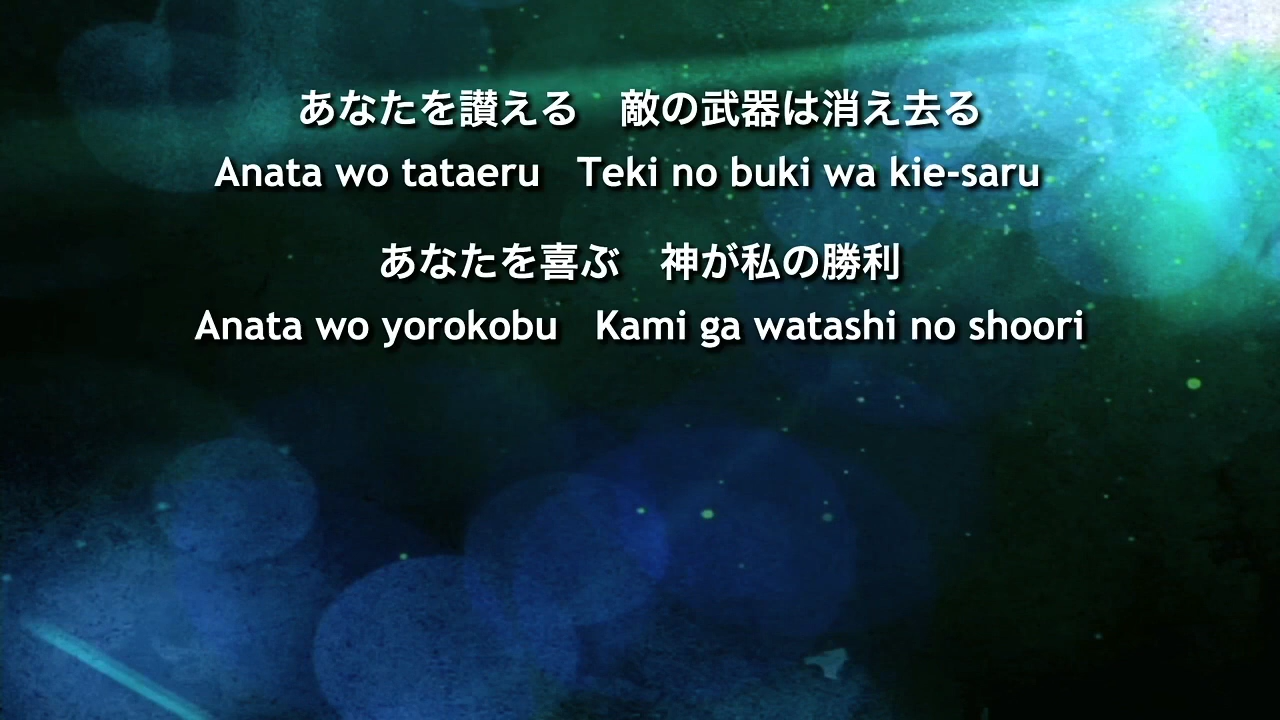 あなたを讃える　敵の武器は消え去る
Anata wo tataeru　Teki no buki wa kie-saru
あなたを喜ぶ　神が私の勝利
Anata wo yorokobu　Kami ga watashi no shoori